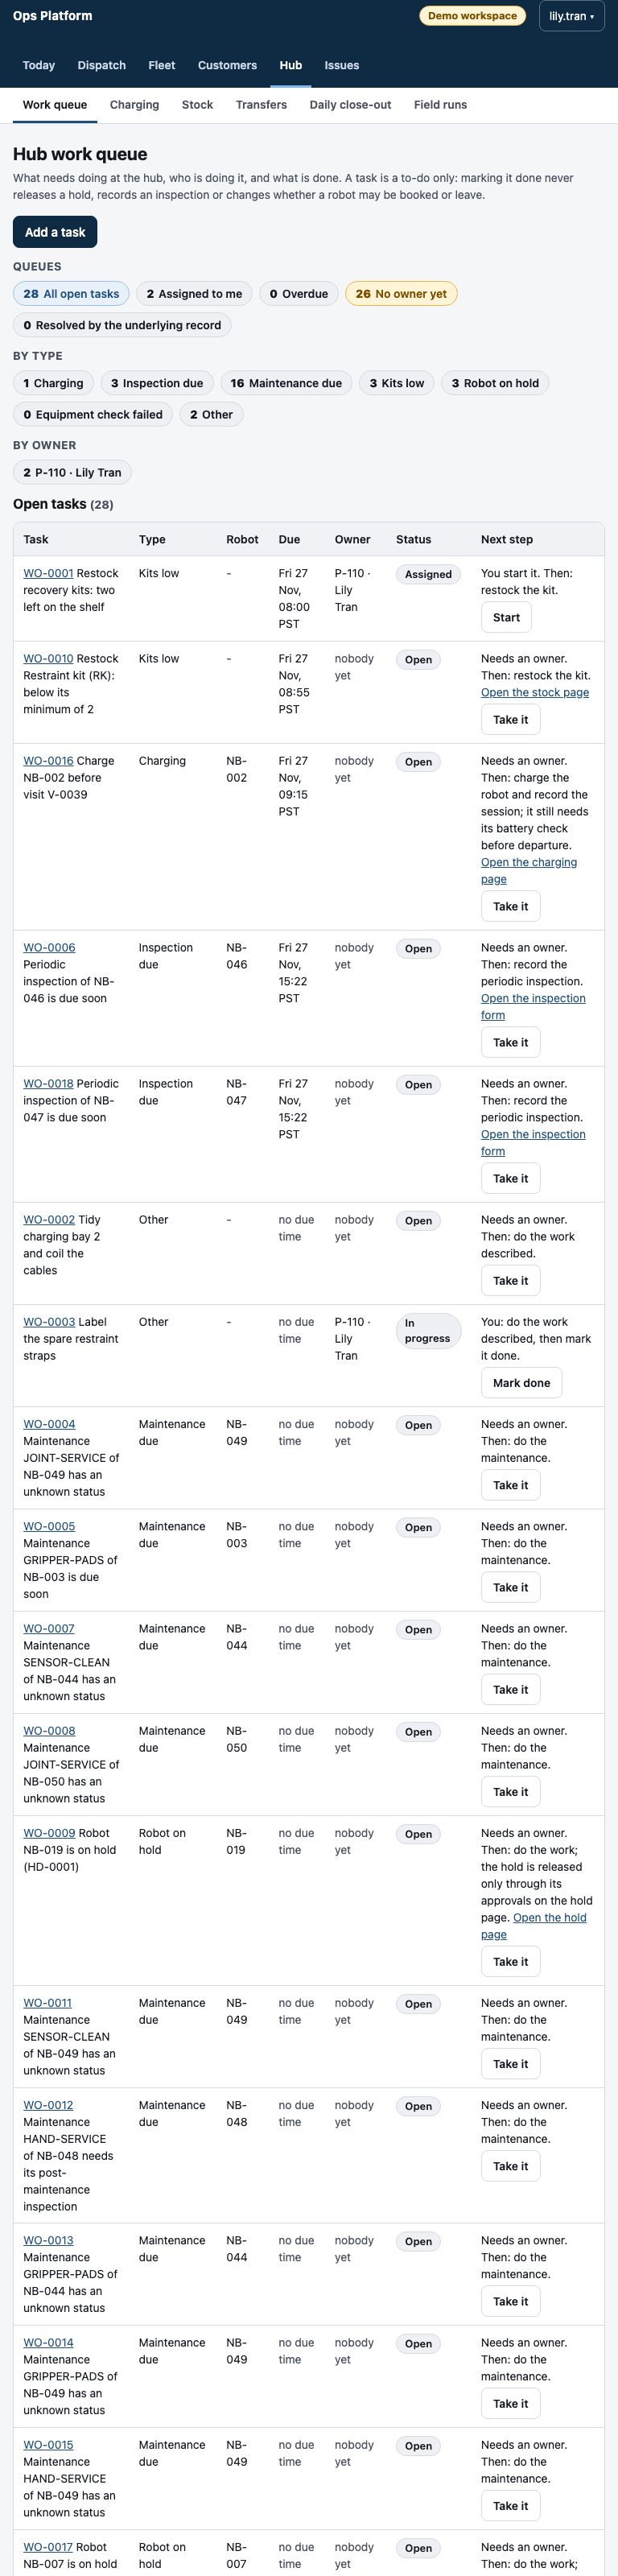 Ops Platform
Demo workspace
lily.tran ▾
Today Dispatch Fleet Customers Hub Issues
Work queue Charging Stock Transfers Daily close-out Field runs
Hub work queue
What needs doing at the hub, who is doing it, and what is done. A task is a to-do only: marking it done never
releases a hold, records an inspection or changes whether a robot may be booked or leave.
Add a task
QUEUES
28 All open tasks 2 Assigned to me 0 Overdue 26 No owner yet
0 Resolved by the underlying record
BY TYPE
1 Charging 3 Inspection due 16 Maintenance due 3 Kits low 3 Robot on hold
0 Equipment check failed 2 Other
BY OWNER
2 P-110 · Lily Tran
Open tasks (28)
Task Type Robot Due Owner Status Next step
WO-0001 Restock
recovery kits: two
left on the shelf
Kits low
-
Fri 27
Nov,
08:00
PST
P-110 ·
Lily
Tran
Assigned
You start it. Then:
restock the kit.
Start
WO-0010 Restock
Restraint kit (RK):
below its
minimum of 2
Kits low
-
Fri 27
Nov,
08:55
PST
nobody
yet
Open
Needs an owner.
Then: restock the kit.
Open the stock page
Take it
WO-0016 Charge
NB-002 before
visit V-0039
Charging
NB-
002
Fri 27
Nov,
09:15
PST
nobody
yet
Open
Needs an owner.
Then: charge the
robot and record the
session; it still needs
its battery check
before departure.
Open the charging
page
Take it
WO-0006
Periodic
inspection of NB-
046 is due soon
Inspection
due
NB-
046
Fri 27
Nov,
15:22
PST
nobody
yet
Open
Needs an owner.
Then: record the
periodic inspection.
Open the inspection
form
Take it
WO-0018 Periodic
inspection of NB-
047 is due soon
Inspection
due
NB-
047
Fri 27
Nov,
15:22
PST
nobody
yet
Open
Needs an owner.
Then: record the
periodic inspection.
Open the inspection
form
Take it
WO-0002 Tidy
charging bay 2
and coil the
cables
Other
-
no due
time
nobody
yet
Open
Needs an owner.
Then: do the work
described.
Take it
WO-0003 Label
the spare restraint
straps
Other
-
no due
time
P-110 ·
Lily
Tran
In
progress
You: do the work
described, then mark
it done.
Mark done
WO-0004
Maintenance
JOINT-SERVICE of
NB-049 has an
unknown status
Maintenance
due
NB-
049
no due
time
nobody
yet
Open
Needs an owner.
Then: do the
maintenance.
Take it
WO-0005
Maintenance
GRIPPER-PADS of
NB-003 is due
soon
Maintenance
due
NB-
003
no due
time
nobody
yet
Open
Needs an owner.
Then: do the
maintenance.
Take it
WO-0007
Maintenance
SENSOR-CLEAN
of NB-044 has an
unknown status
Maintenance
due
NB-
044
no due
time
nobody
yet
Open
Needs an owner.
Then: do the
maintenance.
Take it
WO-0008
Maintenance
JOINT-SERVICE of
NB-050 has an
unknown status
Maintenance
due
NB-
050
no due
time
nobody
yet
Open
Needs an owner.
Then: do the
maintenance.
Take it
WO-0009 Robot
NB-019 is on hold
(HD-0001)
Robot on
hold
NB-
019
no due
time
nobody
yet
Open
Needs an owner.
Then: do the work;
the hold is released
only through its
approvals on the hold
page. Open the hold
page
Take it
WO-0011
Maintenance
SENSOR-CLEAN
of NB-049 has an
unknown status
Maintenance
due
NB-
049
no due
time
nobody
yet
Open
Needs an owner.
Then: do the
maintenance.
Take it
WO-0012
Maintenance
HAND-SERVICE
of NB-048 needs
its post-
maintenance
inspection
Maintenance
due
NB-
048
no due
time
nobody
yet
Open
Needs an owner.
Then: do the
maintenance.
Take it
WO-0013
Maintenance
GRIPPER-PADS of
NB-044 has an
unknown status
Maintenance
due
NB-
044
no due
time
nobody
yet
Open
Needs an owner.
Then: do the
maintenance.
Take it
WO-0014
Maintenance
GRIPPER-PADS of
NB-049 has an
unknown status
Maintenance
due
NB-
049
no due
time
nobody
yet
Open
Needs an owner.
Then: do the
maintenance.
Take it
WO-0015
Maintenance
HAND-SERVICE
of NB-049 has an
unknown status
Maintenance
due
NB-
049
no due
time
nobody
yet
Open
Needs an owner.
Then: do the
maintenance.
Take it
WO-0017 Robot
NB-007 is on hold
Robot on
hold
NB-
007
no due
time
nobody
yet
Open
Needs an owner.
Then: do the work;